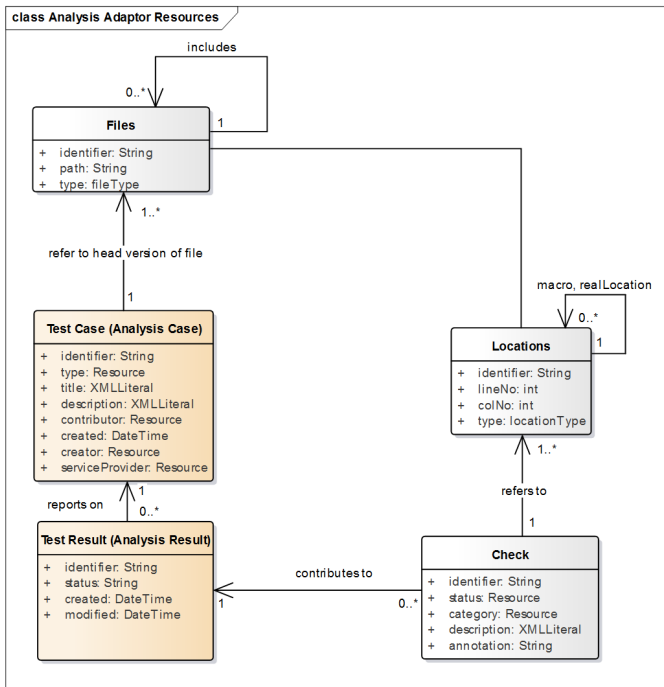 class Analysis Adaptor Resources
includes
0..*
1
Files
+ identifier: String
+ path: String
+ type: fileType
1..*
refer to head version of file
1
macro, realLocation
0..*
1
Locations
+ identifier: String
+ lineNo: int
+ colNo: int
+ type: locationType
1..*
Test Case (Analysis Case)
+ identifier: String
+ type: Resource
+ title: XMLLiteral
+ description: XMLLiteral
+ contributor: Resource
+ created: DateTime
+ creator: Resource
+ serviceProvider: Resource
1
reports on
0..*
refers to
1
Test Result (Analysis Result)
+ identifier: String
+ status: String
+ created: DateTime
+ modified: DateTime
contributes to
1
0..*
Check
+ identifier: String
+ status: Resource
+ category: Resource
+ description: XMLLiteral
+ annotation: String